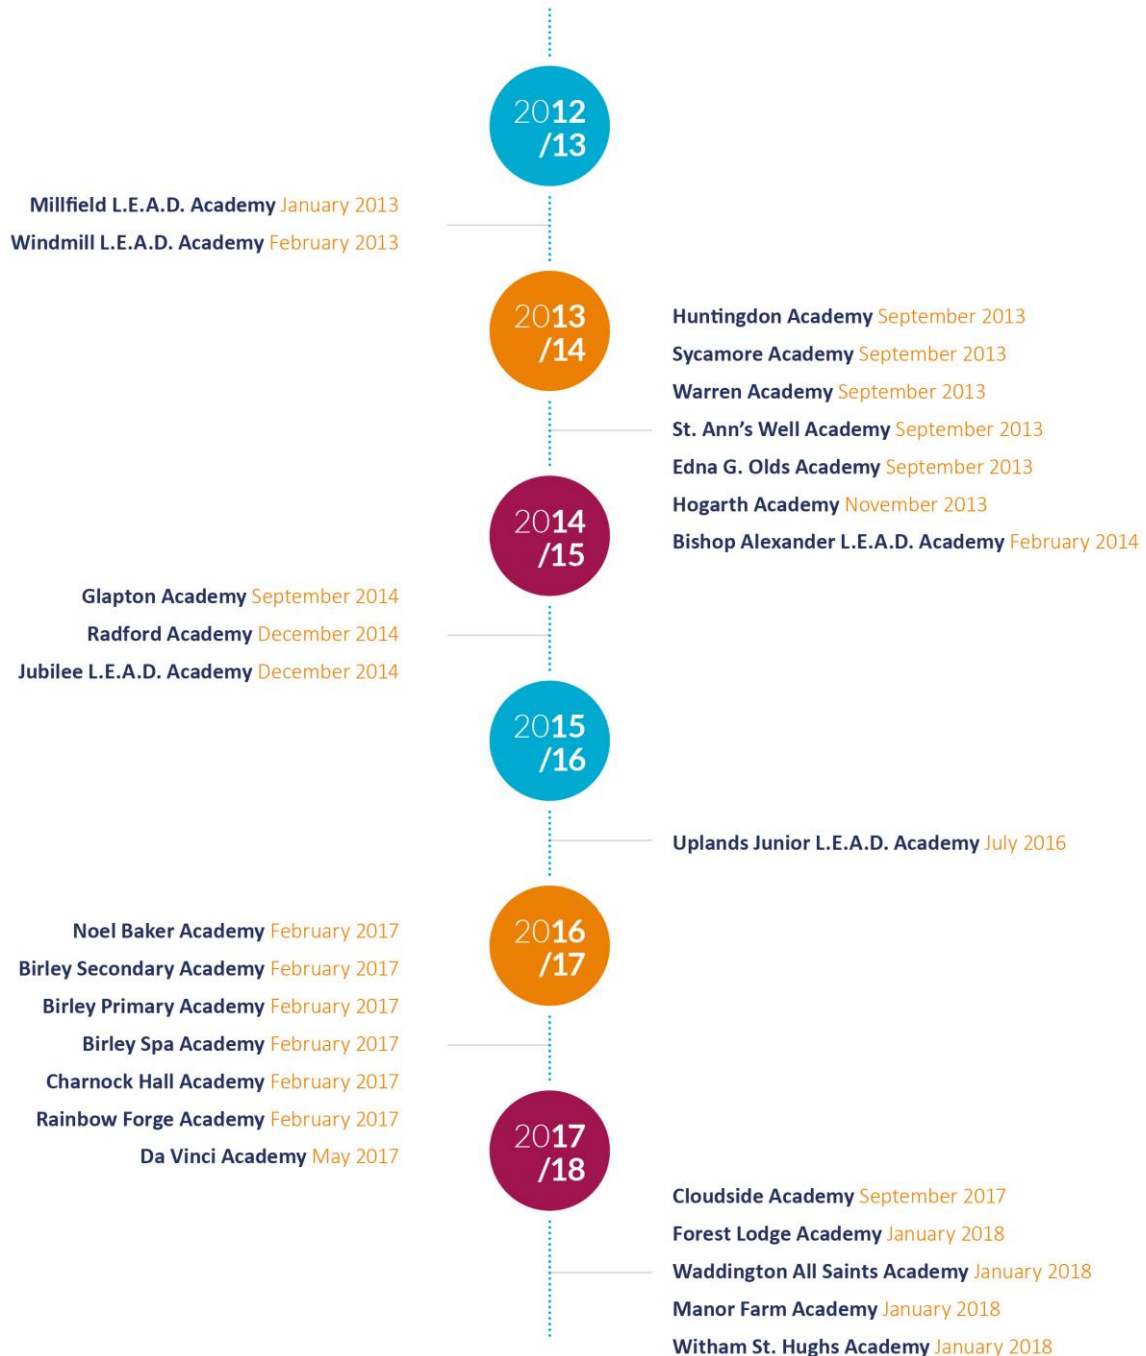 2012
/13
Millfield L.E.A.D. Academy January 2013
Windmill L.E.A.D. Academy February 2013
2013
/14
Huntingdon Academy September 2013
Sycamore Academy September 2013
Warren Academy September 2013
St. Ann’s Well Academy September 2013
Edna G. Olds Academy September 2013
Hogarth Academy November 2013
Bishop Alexander L.E.A.D. Academy February 2014
2014
/15
Glapton Academy September 2014
Radford Academy December 2014
Jubilee L.E.A.D. Academy December 2014
2015
/16
Uplands Junior L.E.A.D. Academy July 2016
2016
/17
Noel Baker Academy February 2017
Birley Secondary Academy February 2017
Birley Primary Academy February 2017
Birley Spa Academy February 2017
Charnock Hall Academy February 2017
Rainbow Forge Academy February 2017
Da Vinci Academy May 2017
2017
/18
Cloudside Academy September 2017
Forest Lodge Academy January 2018
Waddington All Saints Academy January 2018
Manor Farm Academy January 2018
Witham St. Hughs Academy January 2018